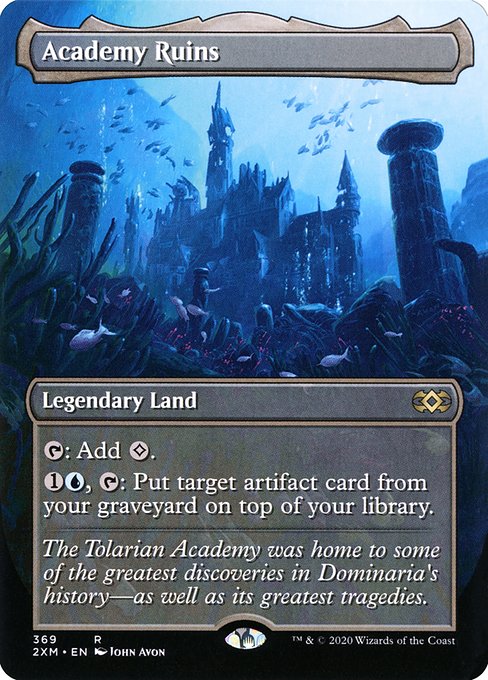 Academy Ruins
Legendary Land
: Add .
1, : Put target artifact card from
your graveyard on top of your library.
The Tolarian Academy was home to some
of the greatest discoveries in Dominaria's
history—as well as its greatest tragedies.
369 R
2XM • EN John Avon
™ & © 2020 Wizards of the Coast